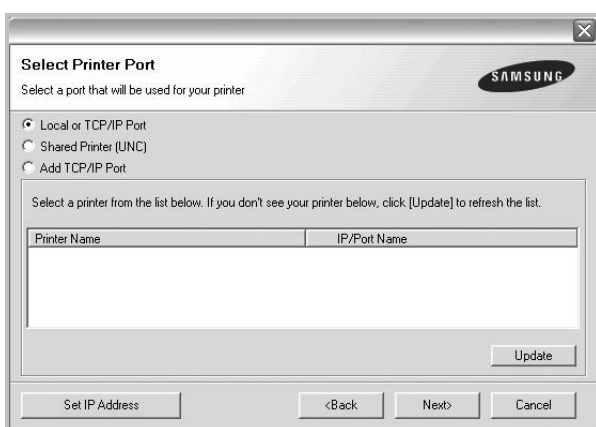 Select Printer Port
Select a port that will be used for your printer
SAMSUNG
Local or TCP/IP Port
Shared Printer (UNC)
Add TCP/IP Port
Select a printer from the list below. If you don't see your printer below, click [Update] to refresh the list.
Printer Name IP/Port Name
Update
Set IP Address <Back Next> Cancel